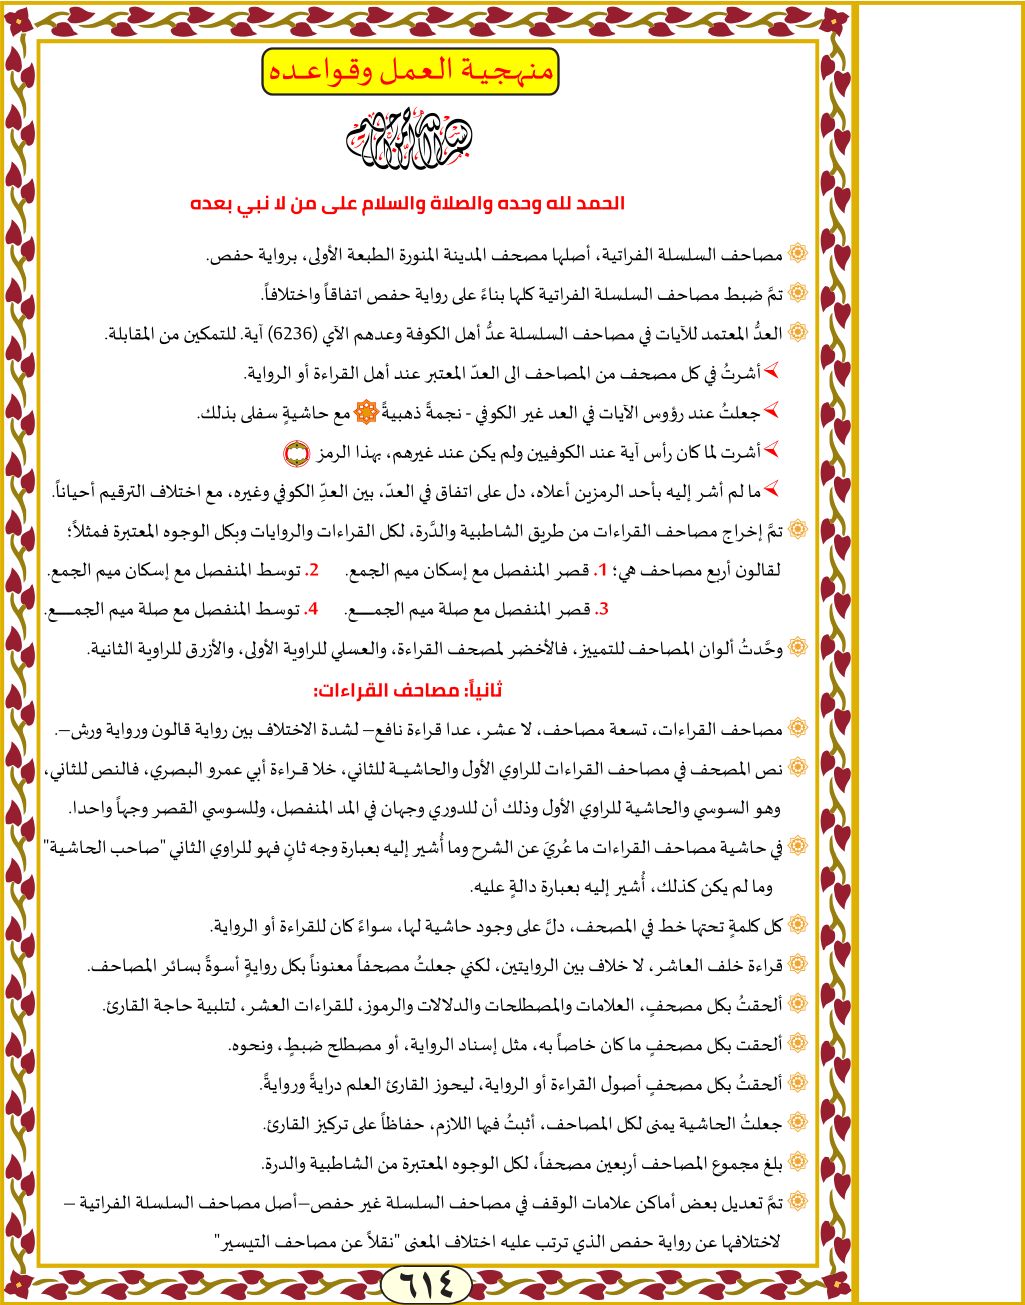 منهجية العمل وقواعده
بسم الله الرحمن الرحيم
الحمد لله وحده والصلاة والسلام على من لا نبي بعده
مصاحف السلسلة الفراتية، أصلها مصحف المدينة المنورة الطبعة الأولى، برواية حفص.
تمَّ ضبط مصاحف السلسلة الفراتية كلها بناءً على رواية حفص اتفاقاً واختلافاً.
العدُّ المعتمد للآيات في مصاحف السلسلة عدُّ أهل الكوفة وعدهم الآي (6236) آية. للتمكين من المقابلة.
أشرتُ في كل مصحف من المصاحف الى العدّ المعتبر عند أهل القراءة أو الرواية.
جعلتُ عند رؤوس الآيات في العد غير الكوفي - نجمةً ذهبيةً مع حاشيةٍ سفلى بذلك.
أشرت لما كان رأس آية عند الكوفيين ولم يكن عند غيرهم، بهذا الرمز
ما لم أشر إليه بأحد الرمزين أعلاه، دل على اتفاق في العدّ، بين العدِّ الكوفي وغيره، مع اختلاف الترقيم أحياناً.
تمَّ إخراج مصاحف القراءات من طريق الشاطبية والدَّرة، لكل القراءات والروايات وبكل الوجوه المعتبرة فمثلاً؛
لقالون أربع مصاحف هي؛ 1. قصر المنفصل مع إسكان ميم الجمع. 2. توسط المنفصل مع إسكان ميم الجمع.
3. قصر المنفصل مع صلة ميم الجمـــع. 4. توسط المنفصل مع صلة ميم الجمـــع.
وحَّدتُ ألوان المصاحف للتمييز، فالأخضر لمصحف القراءة، والعسلي للراوية الأولى، والأزرق للراوية الثانية.
ثانياً: مصاحف القراءات:
مصاحف القراءات، تسعة مصاحف، لا عشر، عدا قراءة نافع– لشدة الاختلاف بين رواية قالون ورواية ورش–.
نص المصحف في مصاحف القراءات للراوي الأول والحاشيـة للثاني، خلا قـراءة أبي عمرو البصري، فالنص للثاني،
وهو السوسي والحاشية للراوي الأول وذلك أن للدوري وجهان في المد المنفصل، وللسوسي القصر وجهاً واحدا.
في حاشية مصاحف القراءات ما عُريَ عن الشرح وما أُشير إليه بعبارة وجه ثانٍ فهو للراوي الثاني "صاحب الحاشية"
وما لم يكن كذلك، أُشير إليه بعبارة دالةٍ عليه.
كل كلمةٍ تحتها خط في المصحف، دلَّ على وجود حاشية لها، سواءً كان للقراءة أو الرواية.
قراءة خلف العاشر، لا خلاف بين الروايتين، لكني جعلتُ مصحفاً معنوناً بكل روايةٍ أسوةً بسائر المصاحف.
ألحقتُ بكل مصحفٍ، العلامات والمصطلحات والدلالات والرموز، للقراءات العشر، لتلبية حاجة القارئ.
ألحقت بكل مصحفٍ ما كان خاصاً به، مثل إسناد الرواية، أو مصطلح ضبطٍ، ونحوه.
ألحقتُ بكل مصحفٍ أصول القراءة أو الرواية، ليحوز القارئ العلم درايةً وروايةً.
جعلتُ الحاشية يمنى لكل المصاحف، أثبتُ فيها اللازم، حفاظاً على تركيز القارئ.
بلغ مجموع المصاحف أربعين مصحفاً، لكل الوجوه المعتبرة من الشاطبية والدرة.
تمَّ تعديل بعض أماكن علامات الوقف في مصاحف السلسلة غير حفص–أصل مصاحف السلسلة الفراتية –
لاختلافها عن رواية حفص الذي ترتب عليه اختلاف المعنى "نقلاً عن مصاحف التيسير"
٦١٤